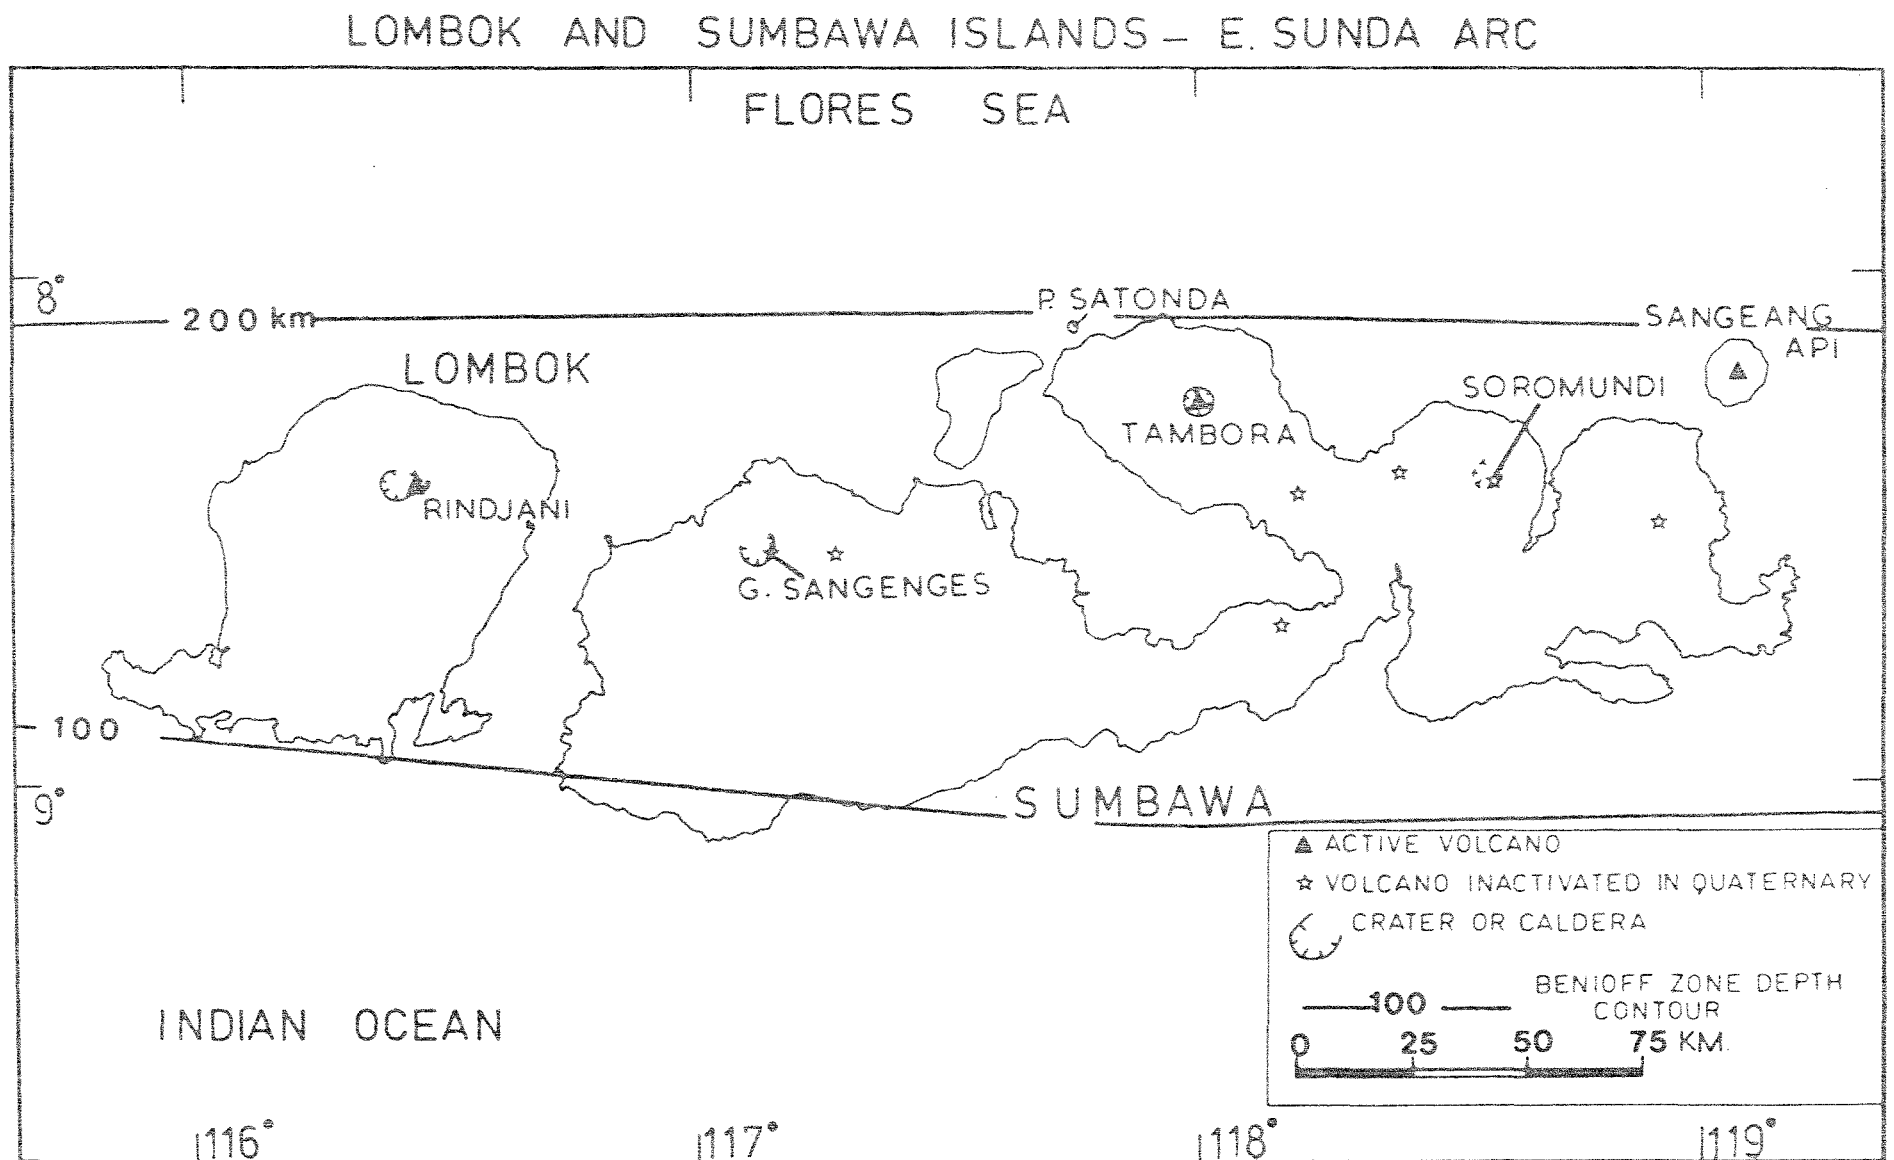 LOMBOK AND SUMBAWA ISLANDS – E. SUNDA ARC
FLORES SEA
8°
200 km
P. SATONDA
SANGEANG
API
LOMBOK
SOROMUNDI
TAMBORA
RINDJANI
G. SANGENGES
100
9°
SUMBAWA
ACTIVE VOLCANO
VOLCANO INACTIVATED IN QUATERNARY
CRATER OR CALDERA
100
BENIOFF ZONE DEPTH
CONTOUR
0 25 50 75 KM.
INDIAN OCEAN
116° 117° 118° 119°